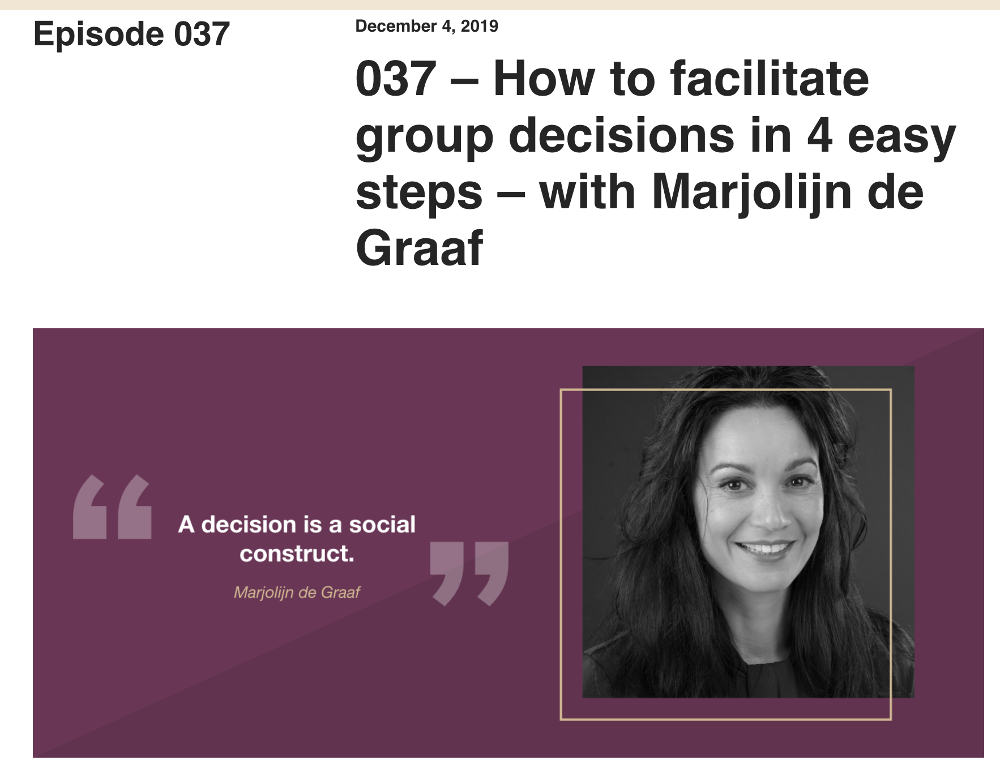 Episode 037
December 4, 2019
037 – How to facilitate
group decisions in 4 easy
steps – with Marjolijn de
Graaf
“
A decision is a social
construct.
”
Marjolijn de Graaf